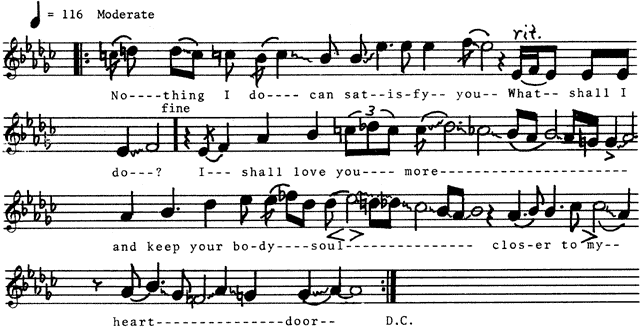 = 116 Moderate
rit.
3
No----thing I do---- can sat--is-fy-- you-- What-- shall I
fine
do---? I--- shall love you---- more-----------------------
and keep your bo-dy----soul--------------- clos-er to my--
heart---------------door-- D.C.